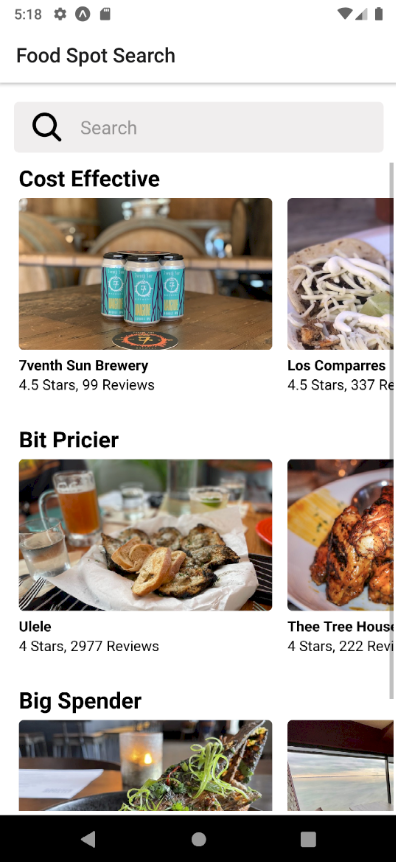 5:18
Food Spot Search
Search
Cost Effective
7venth Sun Brewery
Los Comparres
4.5 Stars, 99 Reviews
4.5 Stars, 337 Re
Bit Pricier
Ulele
Thee Tree House
4 Stars, 2977 Reviews
4 Stars, 222 Revi
Big Spender